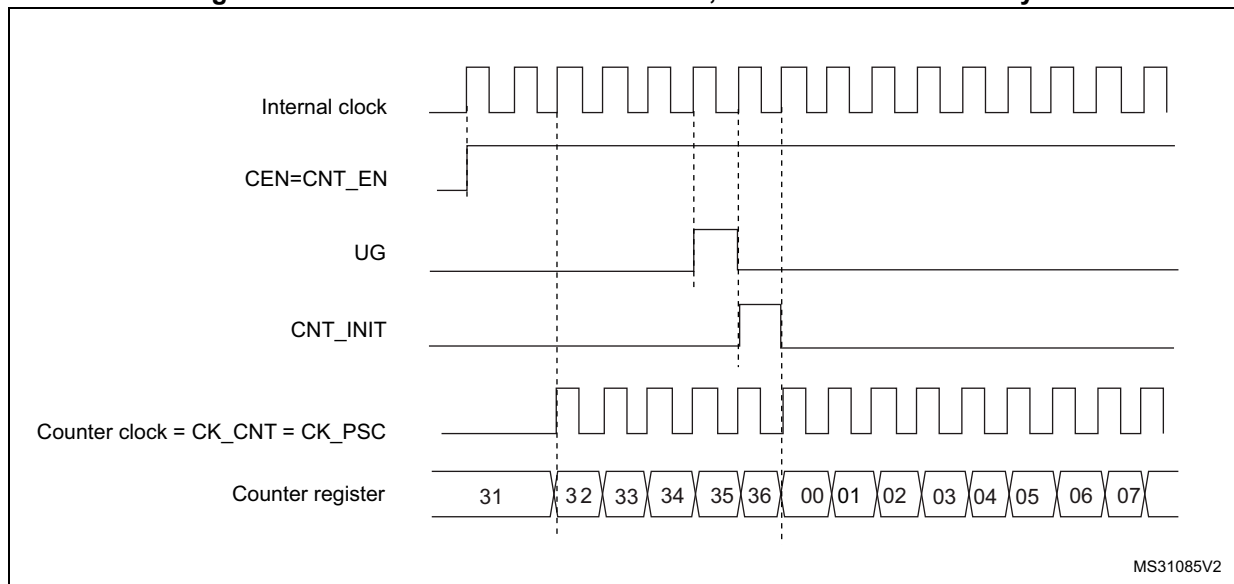 Internal clock
CEN=CNT_EN
UG
CNT_INIT
Counter clock = CK_CNT = CK_PSC
Counter register 31 32 33 34 35 36 00 01 02 03 04 05 06 07
MS31085V2